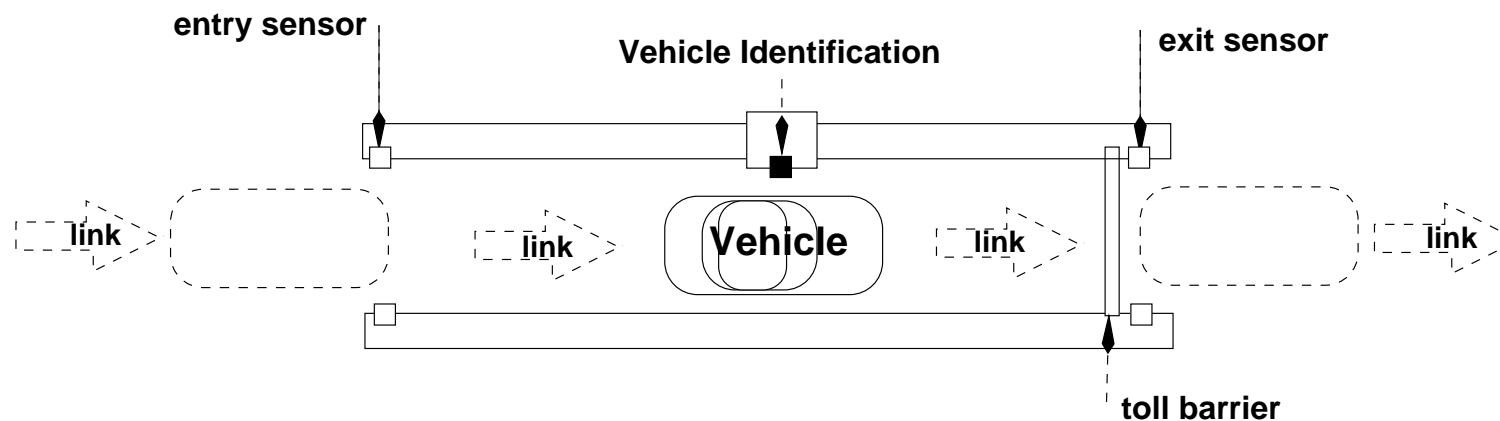 entry sensor
Vehicle Identification
exit sensor
link
link
Vehicle
link
link
toll barrier